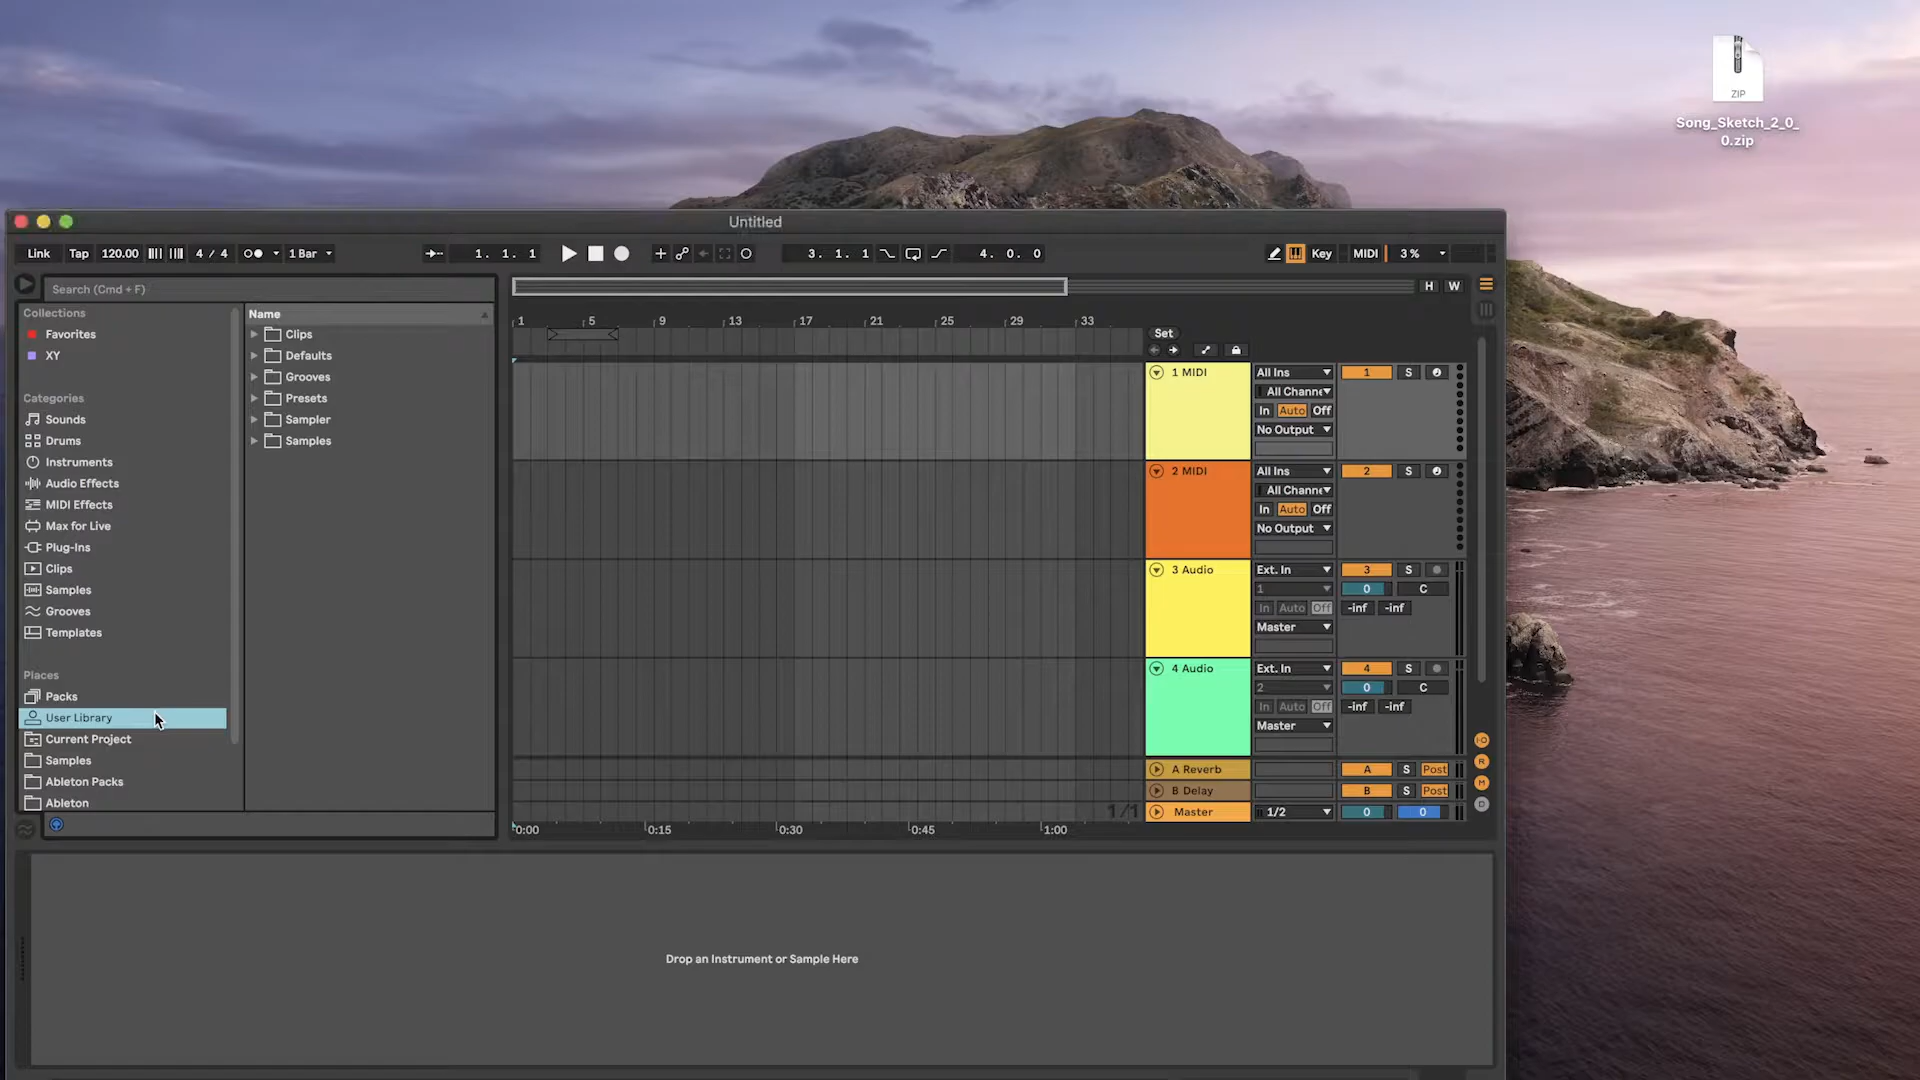 ZIP
Song_Sketch_2_0_
0.zip
Untitled
Link Tap 120.00 4 / 4 1 Bar 1. 1. 1 3. 1. 1 4. 0. 0 Key MIDI 3 %
Search (Cmd + F)
H W
Collections
Favorites
XY
Categories
Sounds
Drums
Instruments
Audio Effects
MIDI Effects
Max for Live
Plug-Ins
Clips
Samples
Grooves
Templates
Places
Packs
User Library
Current Project
Samples
Ableton Packs
Ableton
Name
Clips
Defaults
Grooves
Presets
Sampler
Samples
1 5 9 13 17 21 25 29 33
Set
1 MIDI All Ins 1 S
All Channe
In Auto Off
No Output
2 MIDI All Ins 2 S
All Channe
In Auto Off
No Output
3 Audio Ext. In 3 S
1 0 C
In Auto Off -inf -inf
Master
4 Audio Ext. In 4 S
2 0 C
In Auto Off -inf -inf
Master
A Reverb A S Post
B Delay B S Post
1/1 Master 1/2 0 0
I·O
R
M
D
0:00 0:15 0:30 0:45 1:00
Drop an Instrument or Sample Here